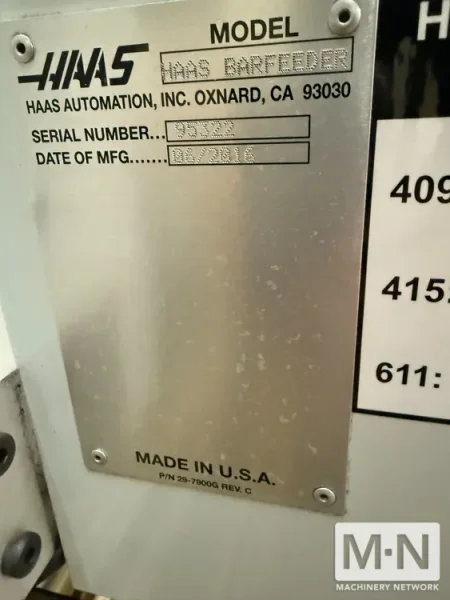 MODEL
HAAS
HAAS BARFEEDER
HAAS AUTOMATION, INC. OXNARD, CA 93030
SERIAL NUMBER... 95322
DATE OF MFG....... 06/2016
H
409
415:
611:
MADE IN U.S.A.
P/N 29-7900G REV. C
M·N
MACHINERY NETWORK